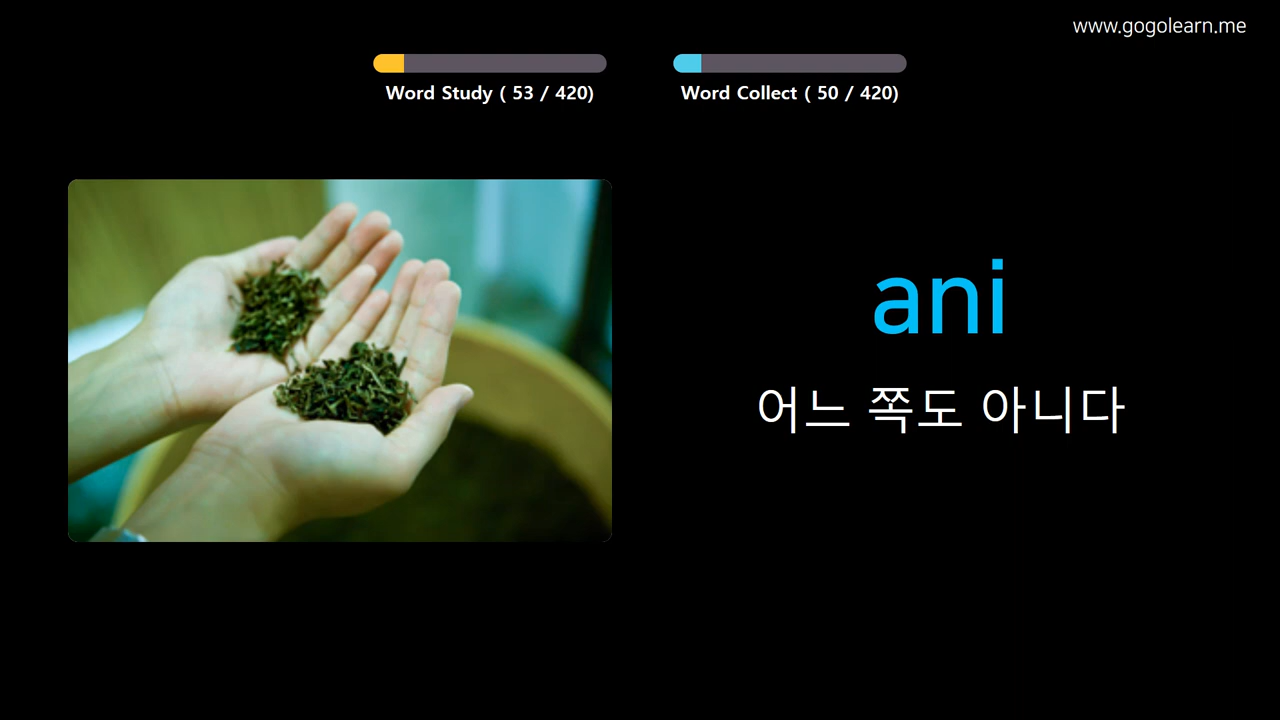 www.gogolearn.me
Word Study ( 53 / 420)
Word Collect ( 50 / 420)
ani
어느 쪽도 아니다